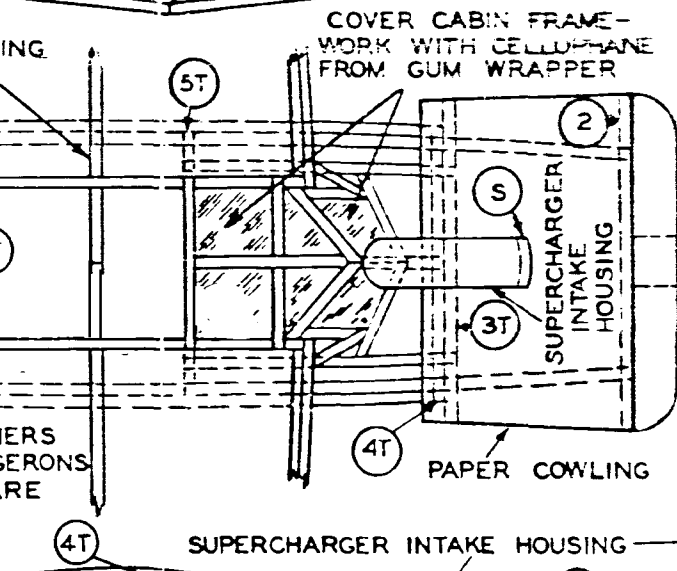 COVER CABIN FRAME-
WORK WITH CELLOPHANE
FROM GUM WRAPPER
ING
5T
2
S
SUPERCHARGER
INTAKE
HOUSING
3T
4T
PAPER COWLING
ERS
GERONS
ARE
4T
SUPERCHARGER INTAKE HOUSING